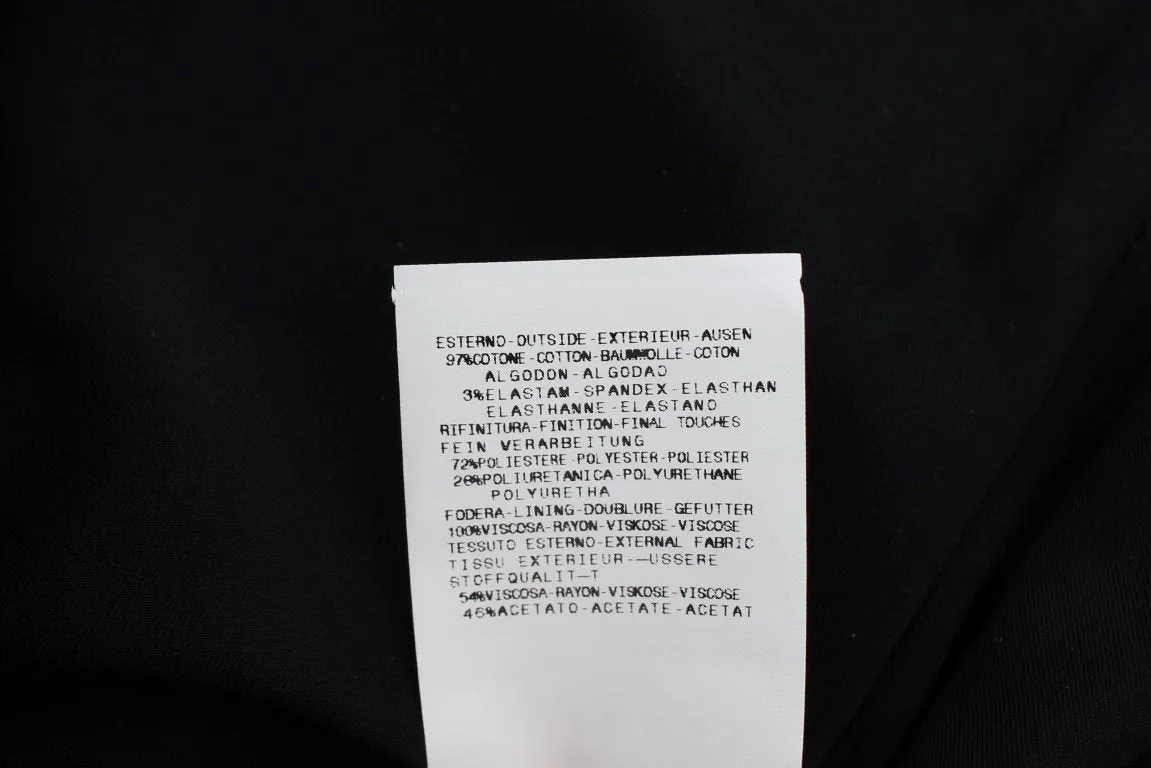 ESTERNO-OUTSIDE-EXTERIEUR-AUSEN
97%COTONE-COTTON-BAUMWOLLE-COTON
ALGODON-ALGODAO
3%ELASTAM-SPANDEX-ELASTHAN
ELASTHANNE-ELASTANO
RIFINITURA-FINITION-FINAL TOUCHES
FEIN VERARBEITUNG
72%POLIESTERE-POLYESTER-POLIESTER
28%POLIURETANICA-POLYURETHANE
POLYURETHA
FODERA-LINING-DOUBLURE-GEFUTTER
100%VISCOSA-RAYON-VISKOSE-VISCOSE
TESSUTO ESTERNO-EXTERNAL FABRIC
TISSU EXTERIEUR-—USSERE
STOFFQUALIT—T
54%VISCOSA-RAYON-VISKOSE-VISCOSE
46%ACETATO-ACETATE-ACETAT